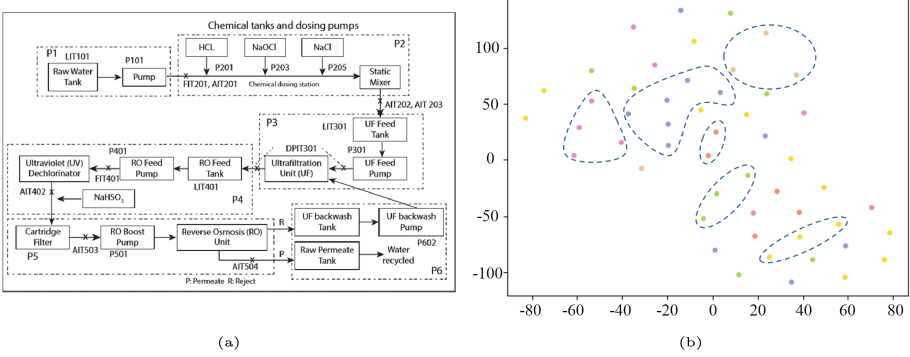 Chemical tanks and dosing pumps
P1
LIT101
P101
Raw Water
Tank
Pump
HCL
NaOCl
NaCl
P2
P201
P203
P205
FIT201, AIT201
Chemical dosing station
Static
Mixer
AIT202, AIT 203
P3
LIT301
UF Feed
Tank
P301
UF Feed
Pump
DPIT301
Ultrafiltration
Unit (UF)
RO Feed
Tank
LIT401
RO Feed
Pump
P401
FIT401
Ultraviolet (UV)
Dechlorinator
AIT402
NaHSO3
P4
Cartridge
Filter
P5
AIT503
RO Boost
Pump
P501
Reverse Osmosis (RO)
Unit
AIT504
R
P
UF backwash
Tank
UF backwash
Pump
P602
Raw Permeate
Tank
Water
recycled
P6
P: Permeate R: Reject
(a)
100
50
0
-50
-100
-80
-60
-40
-20
0
20
40
60
80
(b)